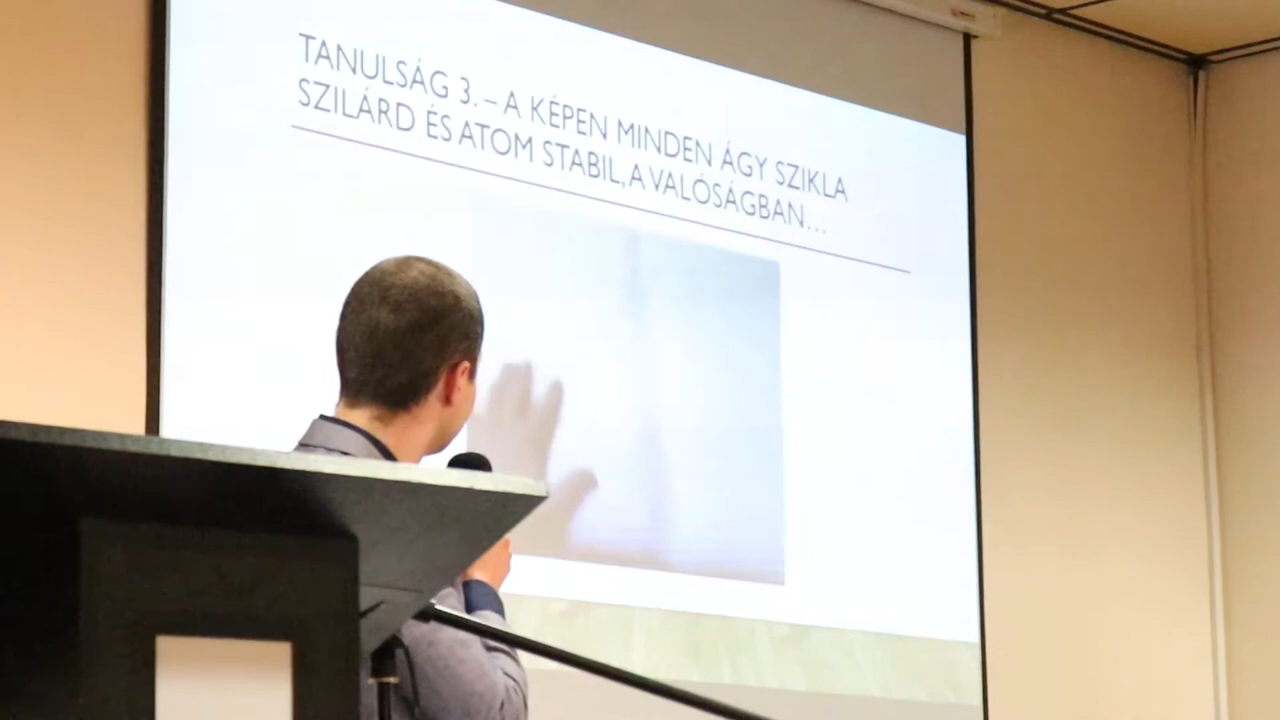 TANULSÁG 3. – A KÉPEN MINDEN ÁGY SZIKLA
SZILÁRD ÉS ATOM STABIL, A VALÓSÁGBAN…